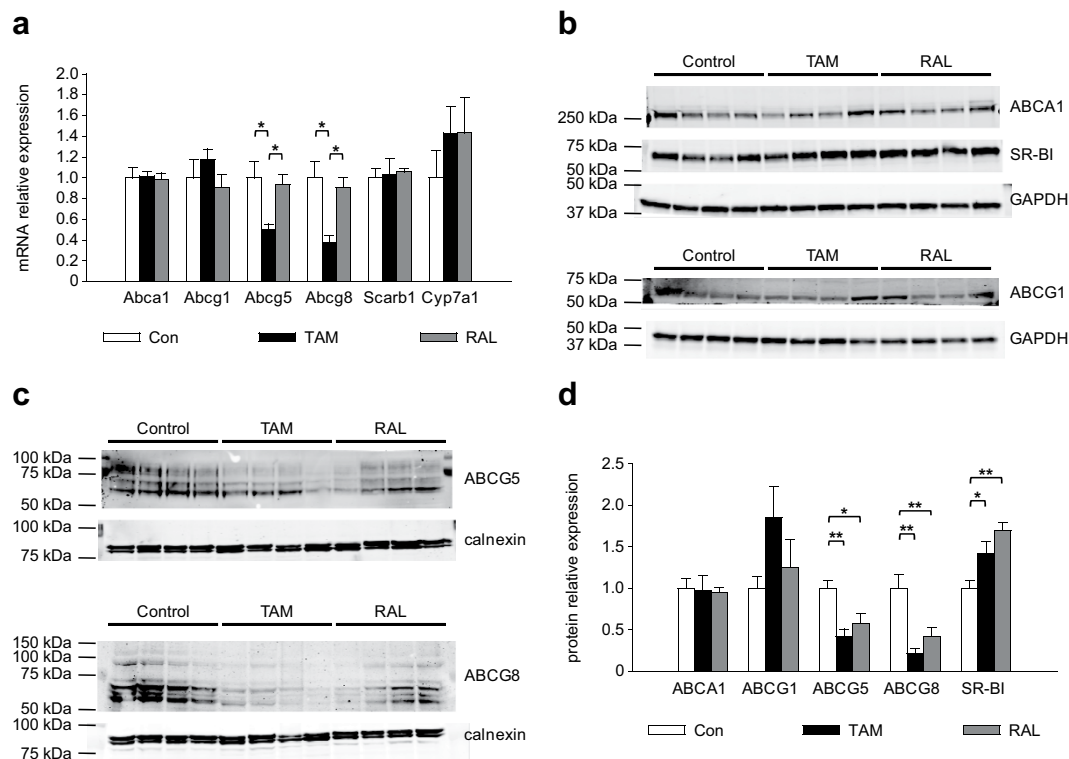 a
mRNA relative expression
2.0
1.8
1.6
1.4
1.2
1.0
0.8
0.6
0.4
0.2
0
*
*
*
*
Abca1 Abcg1 Abcg5 Abcg8 Scarb1 Cyp7a1
Con TAM RAL
b
Control TAM RAL
250 kDa
ABCA1
75 kDa
SR-BI
50 kDa
50 kDa
GAPDH
37 kDa
Control TAM RAL
75 kDa
ABCG1
50 kDa
50 kDa
GAPDH
37 kDa
c
Control TAM RAL
100 kDa
75 kDa
ABCG5
50 kDa
100 kDa
calnexin
75 kDa
Control TAM RAL
150 kDa
100 kDa
75 kDa
ABCG8
50 kDa
100 kDa
calnexin
75 kDa
d
protein relative expression
2.5
2.0
1.5
1.0
0.5
0
*
**
**
**
**
*
ABCA1 ABCG1 ABCG5 ABCG8 SR-BI
Con TAM RAL